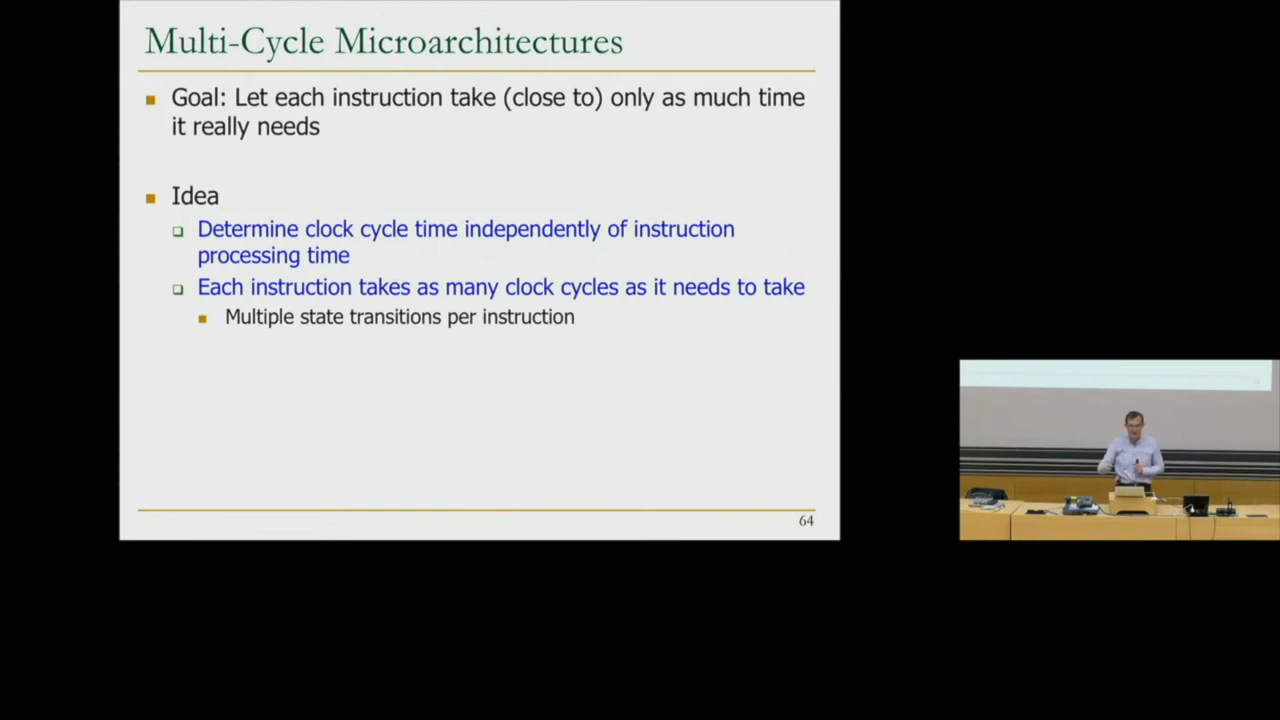 Multi-Cycle Microarchitectures
Goal: Let each instruction take (close to) only as much time
it really needs
Idea
Determine clock cycle time independently of instruction
processing time
Each instruction takes as many clock cycles as it needs to take
Multiple state transitions per instruction
64